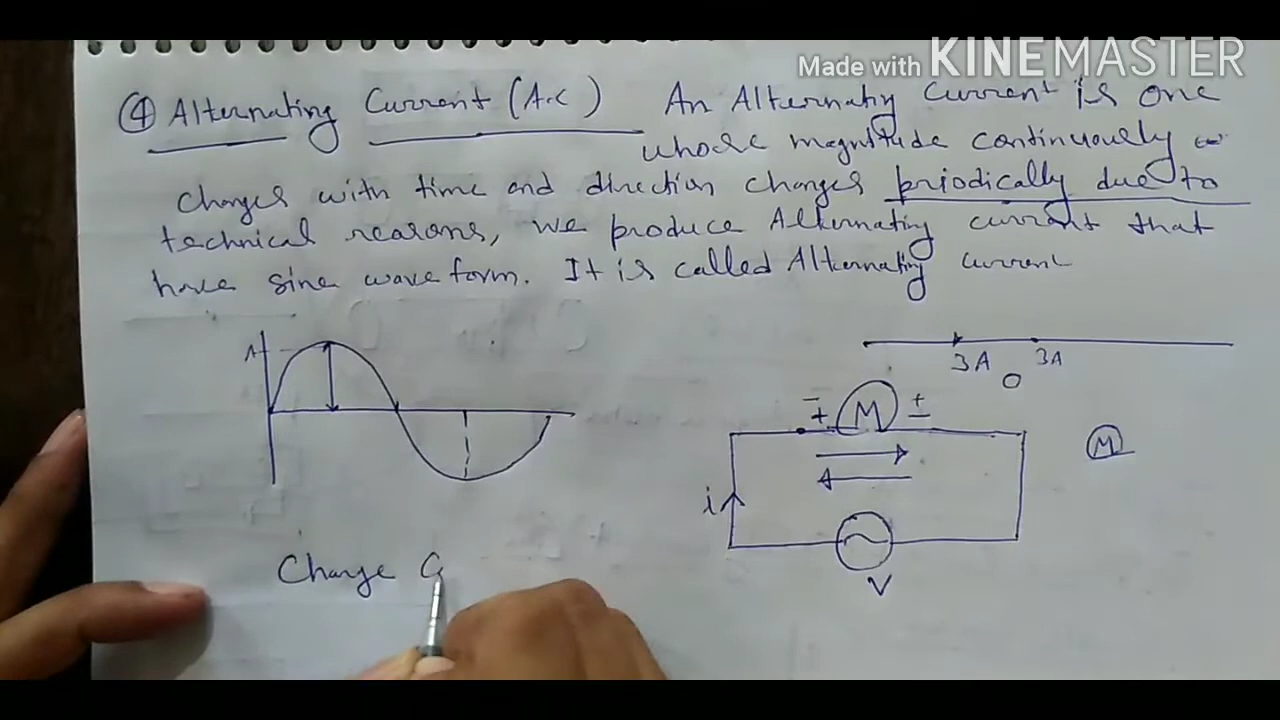 Made with KINEMASTER
④ Alternating Current (A.C) An Alternating Current is one
whose magnitude continuously
changes with time and direction changes priodically due to
technical reasons, we produce Alternating current that
have sine wave form. It is called Alternating current
A
3A 3A
O
- + M + -
M
i
V
Charge